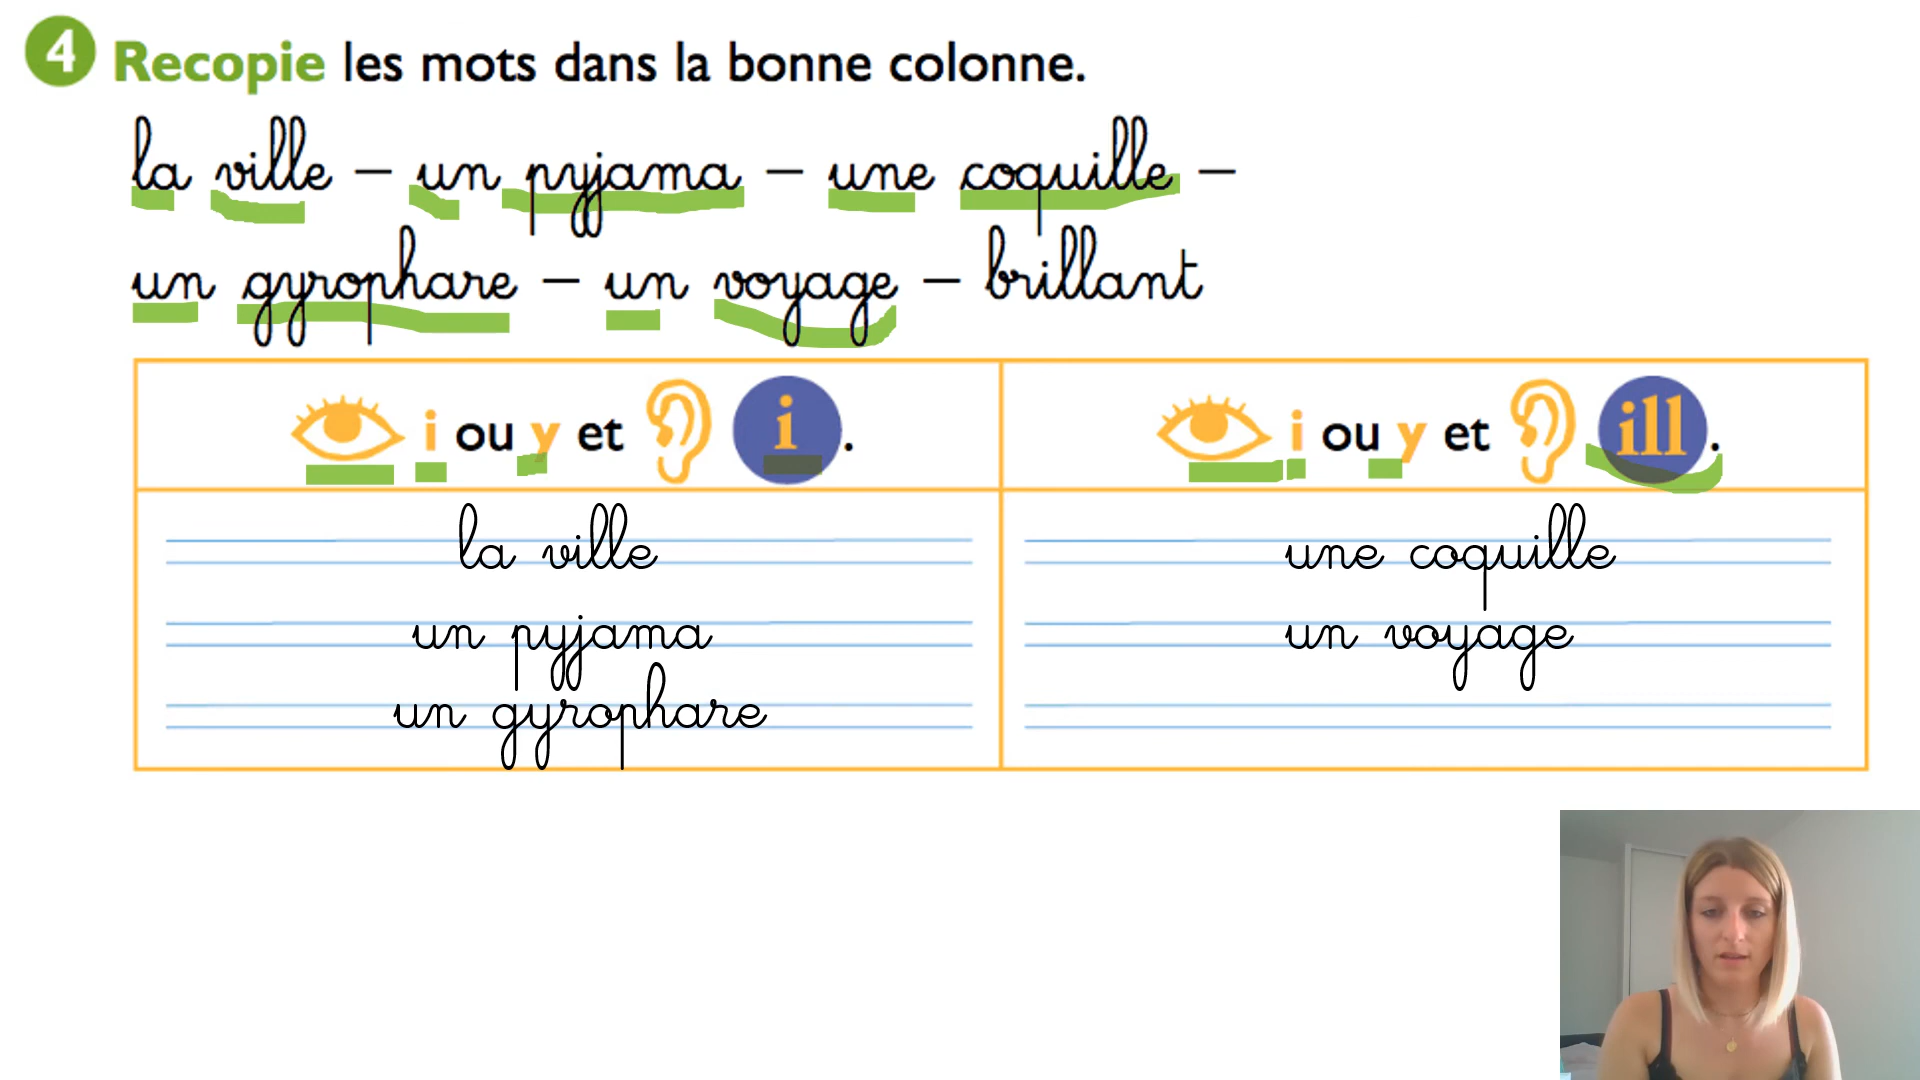 4 Recopie les mots dans la bonne colonne.
la ville – un pyjama – une coquille –
un gyrophare – un voyage – brillant
i ou y et i.
i ou y et ill.
la ville
un pyjama
un gyrophare
une coquille
un voyage